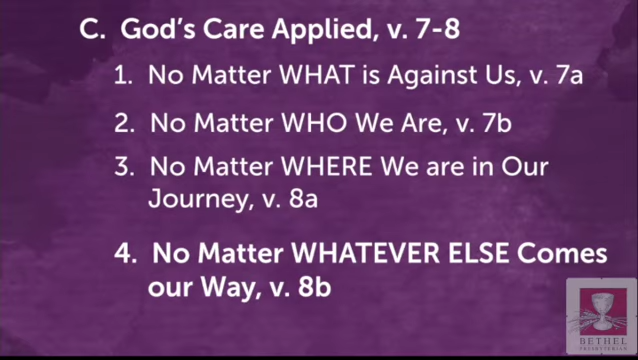 C. God's Care Applied, v. 7-8
1. No Matter WHAT is Against Us, v. 7a
2. No Matter WHO We Are, v. 7b
3. No Matter WHERE We are in Our
Journey, v. 8a
4. No Matter WHATEVER ELSE Comes
our Way, v. 8b
BETHEL
PRESBYTERIAN